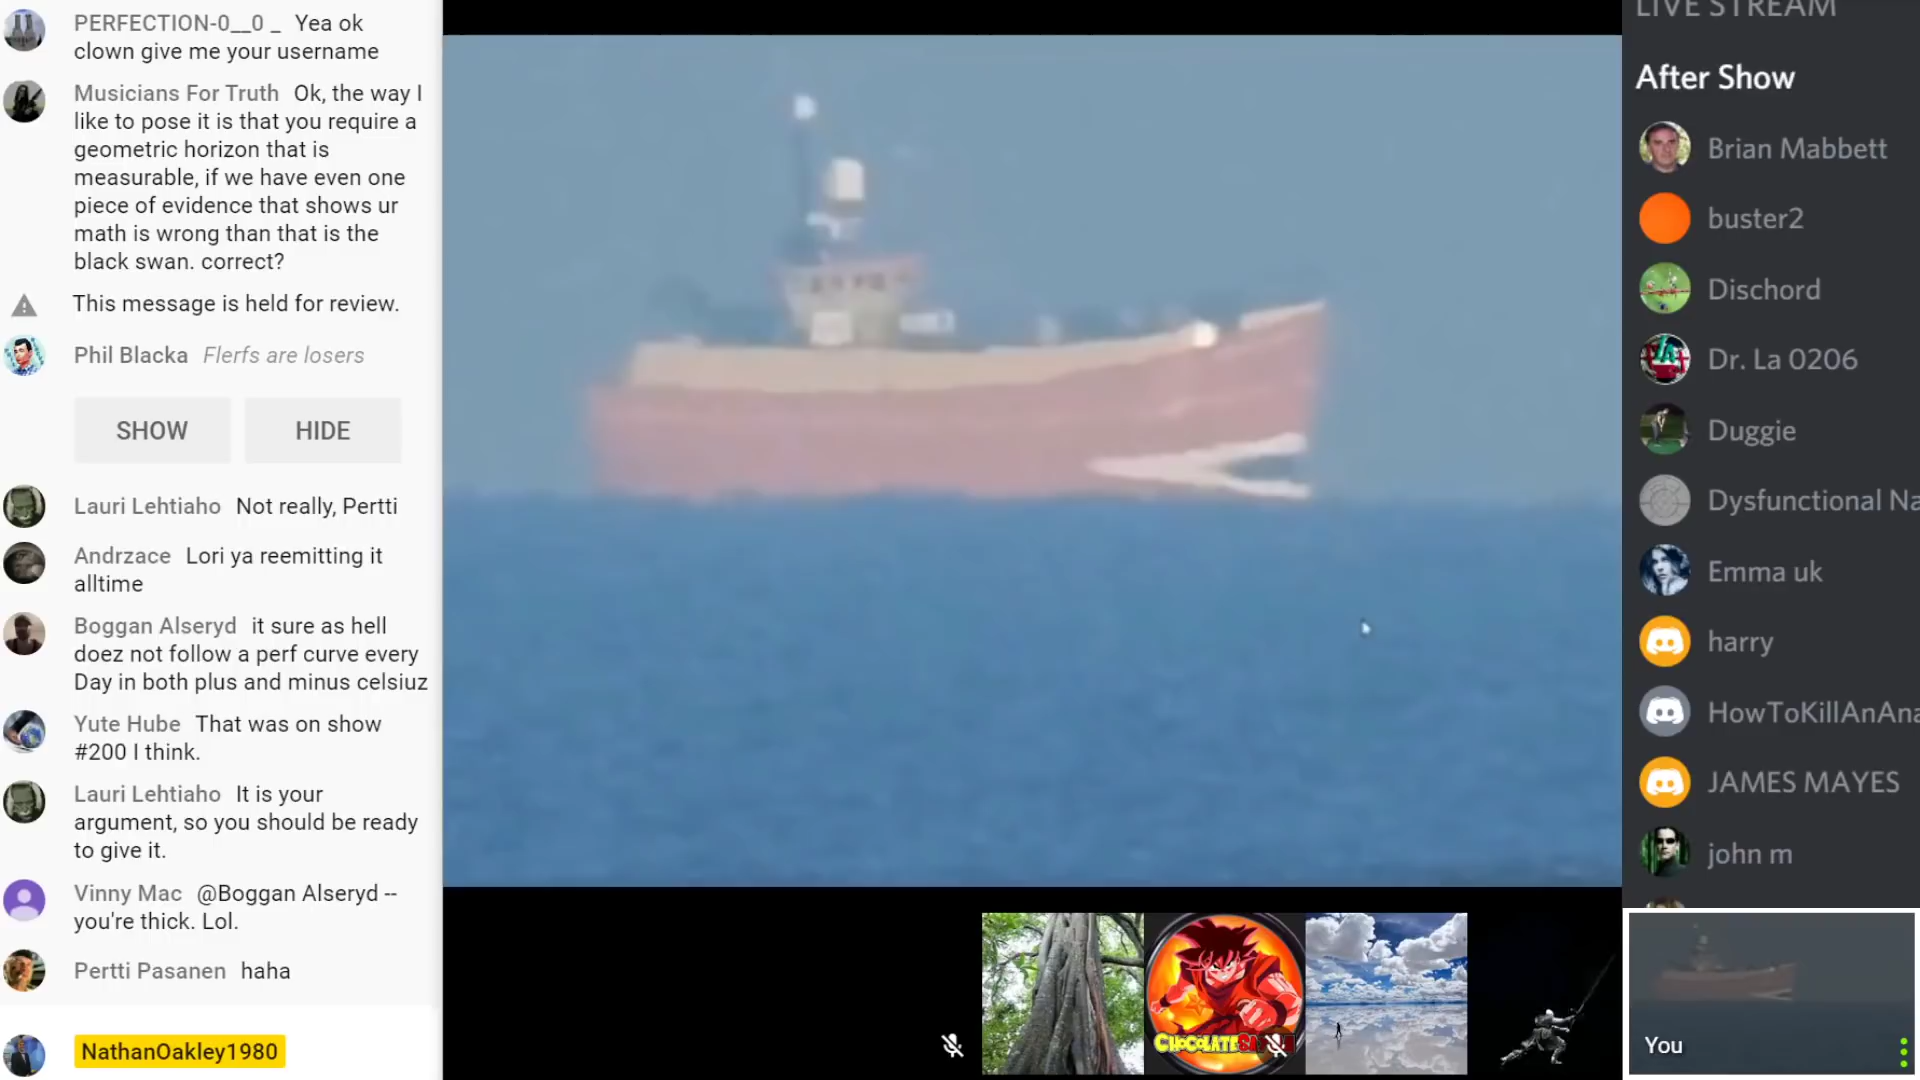 PERFECTION-0__0 _ Yea ok
clown give me your username
Musicians For Truth Ok, the way I
like to pose it is that you require a
geometric horizon that is
measurable, if we have even one
piece of evidence that shows ur
math is wrong than that is the
black swan. correct?
This message is held for review.
Phil Blacka Flerfs are losers
SHOW HIDE
Lauri Lehtiaho Not really, Pertti
Andrzace Lori ya reemitting it
alltime
Boggan Alseryd it sure as hell
doez not follow a perf curve every
Day in both plus and minus celsiuz
Yute Hube That was on show
#200 I think.
Lauri Lehtiaho It is your
argument, so you should be ready
to give it.
Vinny Mac @Boggan Alseryd --
you're thick. Lol.
Pertti Pasanen haha
NathanOakley1980
LIVE STREAM
After Show
Brian Mabbett
buster2
Dischord
Dr. La 0206
Duggie
Dysfunctional Na
Emma uk
harry
HowToKillAnAna
JAMES MAYES
john m
You